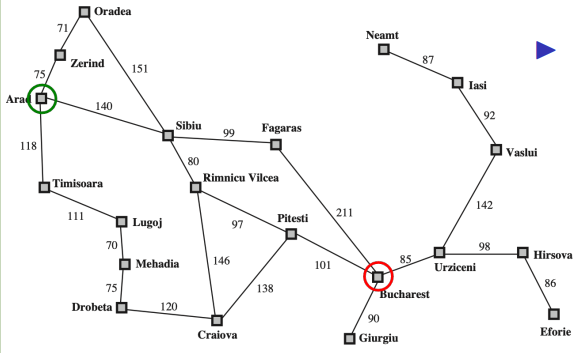 Oradea
71
Neamt
Zerind
87
151
75
Iasi
Arad
140
92
Sibiu
Fagaras
99
118
Vaslui
80
Timisoara
Rimnicu Vilcea
111
211
142
Lugoj
97
Pitesti
70
98
Hirsova
146
101
85
Mehadia
Urziceni
138
86
75
Bucharest
120
90
Drobeta
Craiova
Giurgiu
Eforie